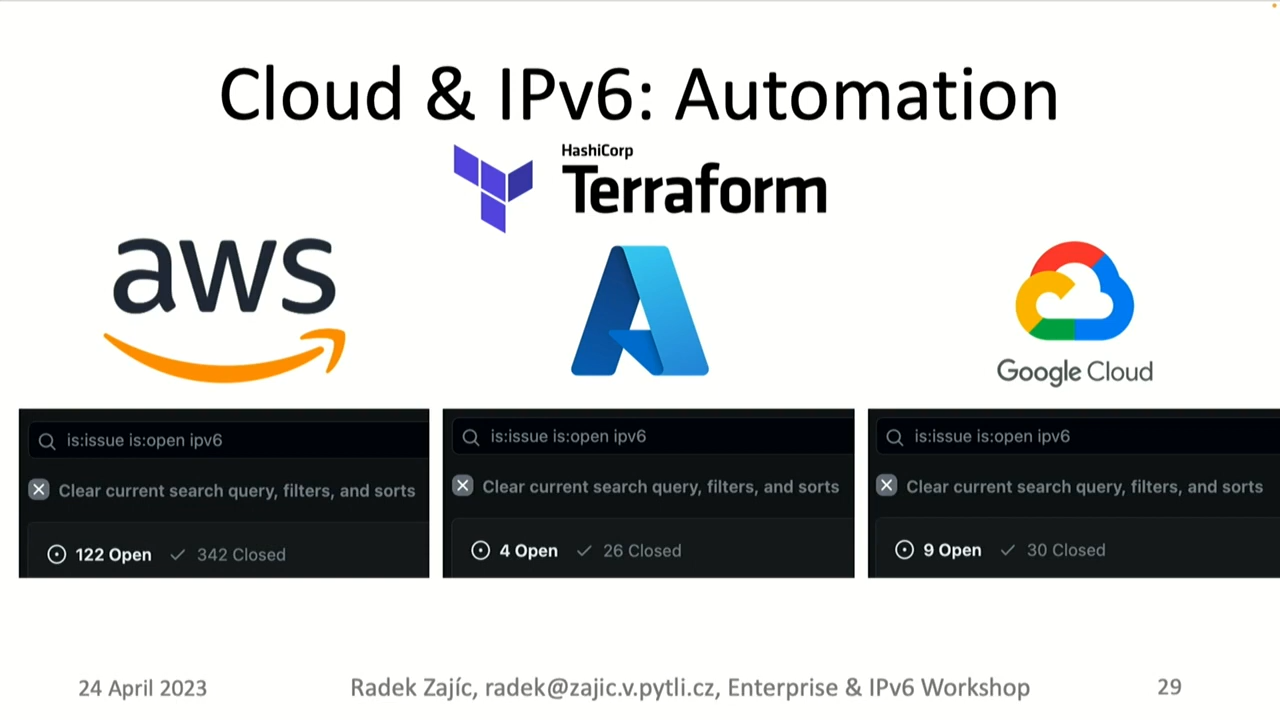 Cloud & IPv6: Automation
HashiCorp
Terraform
aws
Google Cloud
is:issue is:open ipv6
Clear current search query, filters, and sorts
122 Open 342 Closed
is:issue is:open ipv6
Clear current search query, filters, and sorts
4 Open 26 Closed
is:issue is:open ipv6
Clear current search query, filters, and sorts
9 Open 30 Closed
24 April 2023
Radek Zajíc, radek@zajic.v.pytli.cz, Enterprise & IPv6 Workshop
29